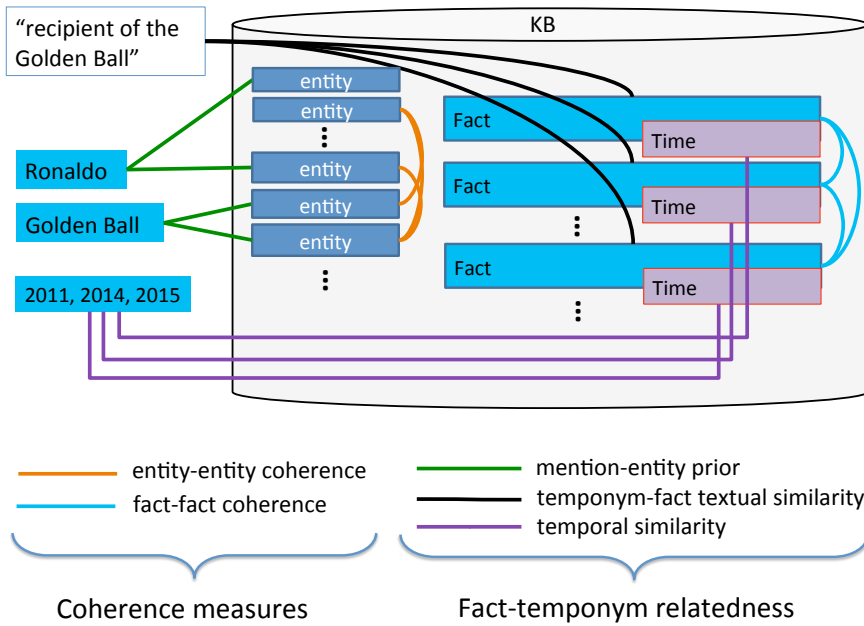 “recipient of the
Golden Ball”
KB
entity
entity
...
entity
entity
entity
...
Ronaldo
Golden Ball
2011, 2014, 2015
Fact
Time
Fact
Time
...
Fact
Time
...
entity-entity coherence
fact-fact coherence
mention-entity prior
temponym-fact textual similarity
temporal similarity
Coherence measures
Fact-temponym relatedness